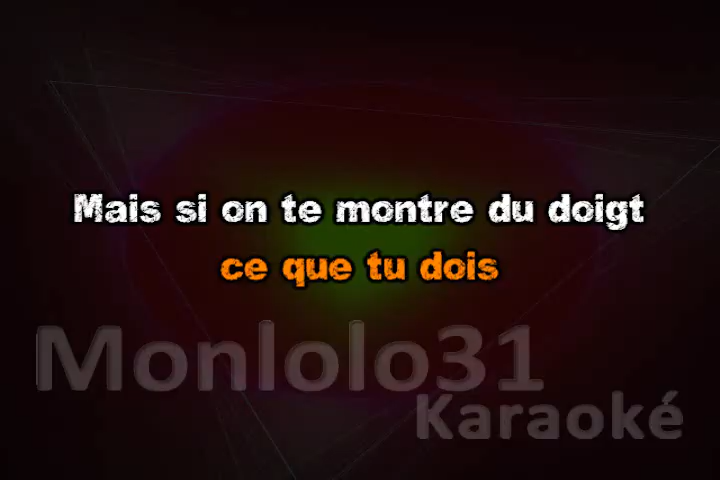 Mais si on te montre du doigt
ce que tu dois
Monlolo31
Karaoké